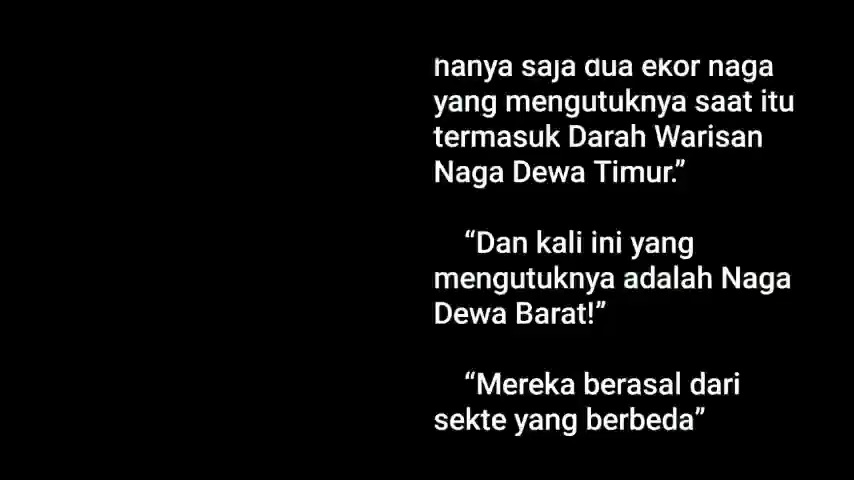 hanya saja dua ekor naga
yang mengutuknya saat itu
termasuk Darah Warisan
Naga Dewa Timur.”
“Dan kali ini yang
mengutuknya adalah Naga
Dewa Barat!”
“Mereka berasal dari
sekte yang berbeda”